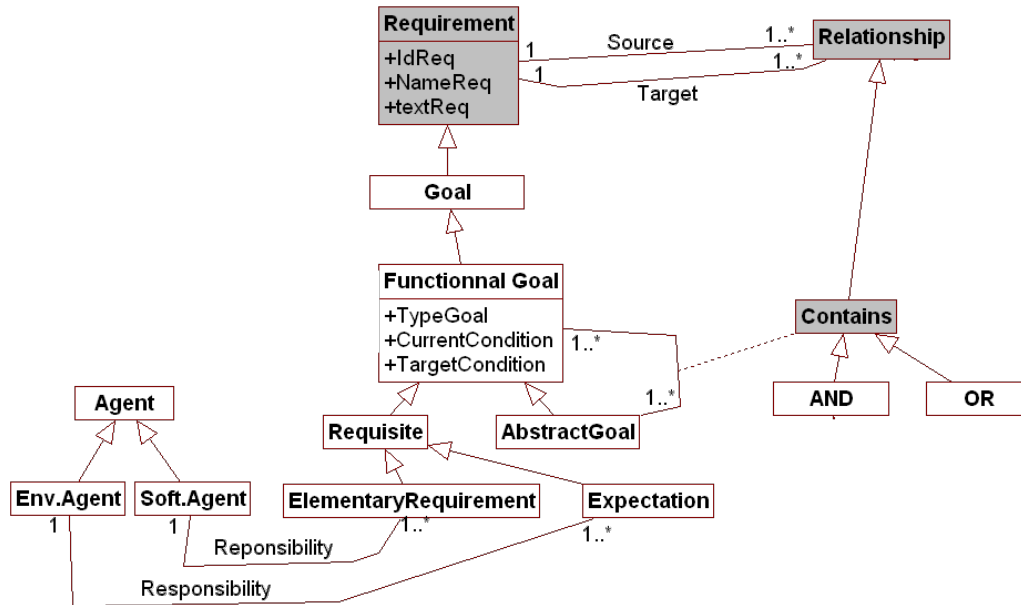 Requirement
+IdReq
+NameReq
+textReq
1
Source
1..*
Relationship
1
Target
1..*
Goal
Functionnal Goal
+TypeGoal
+CurrentCondition
+TargetCondition
1..*
1..*
Contains
AND
OR
Agent
Requisite
AbstractGoal
Env.Agent
Soft.Agent
ElementaryRequirement
Expectation
1
1
1..*
1..*
Reponsibility
Responsibility